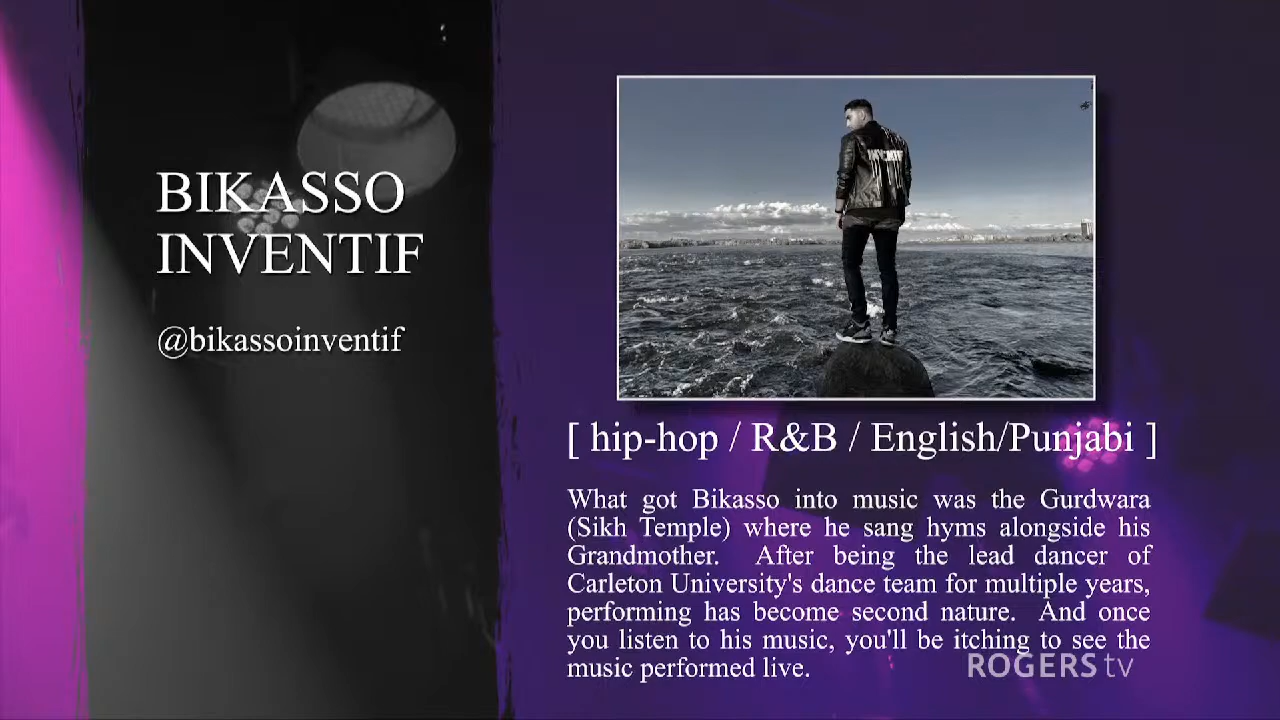 BIKASSO
INVENTIF
@bikassoinventif
[ hip-hop / R&B / English/Punjabi ]
What got Bikasso into music was the Gurdwara
(Sikh Temple) where he sang hyms alongside his
Grandmother. After being the lead dancer of
Carleton University's dance team for multiple years,
performing has become second nature. And once
you listen to his music, you'll be itching to see the
music performed live.
ROGERS tv